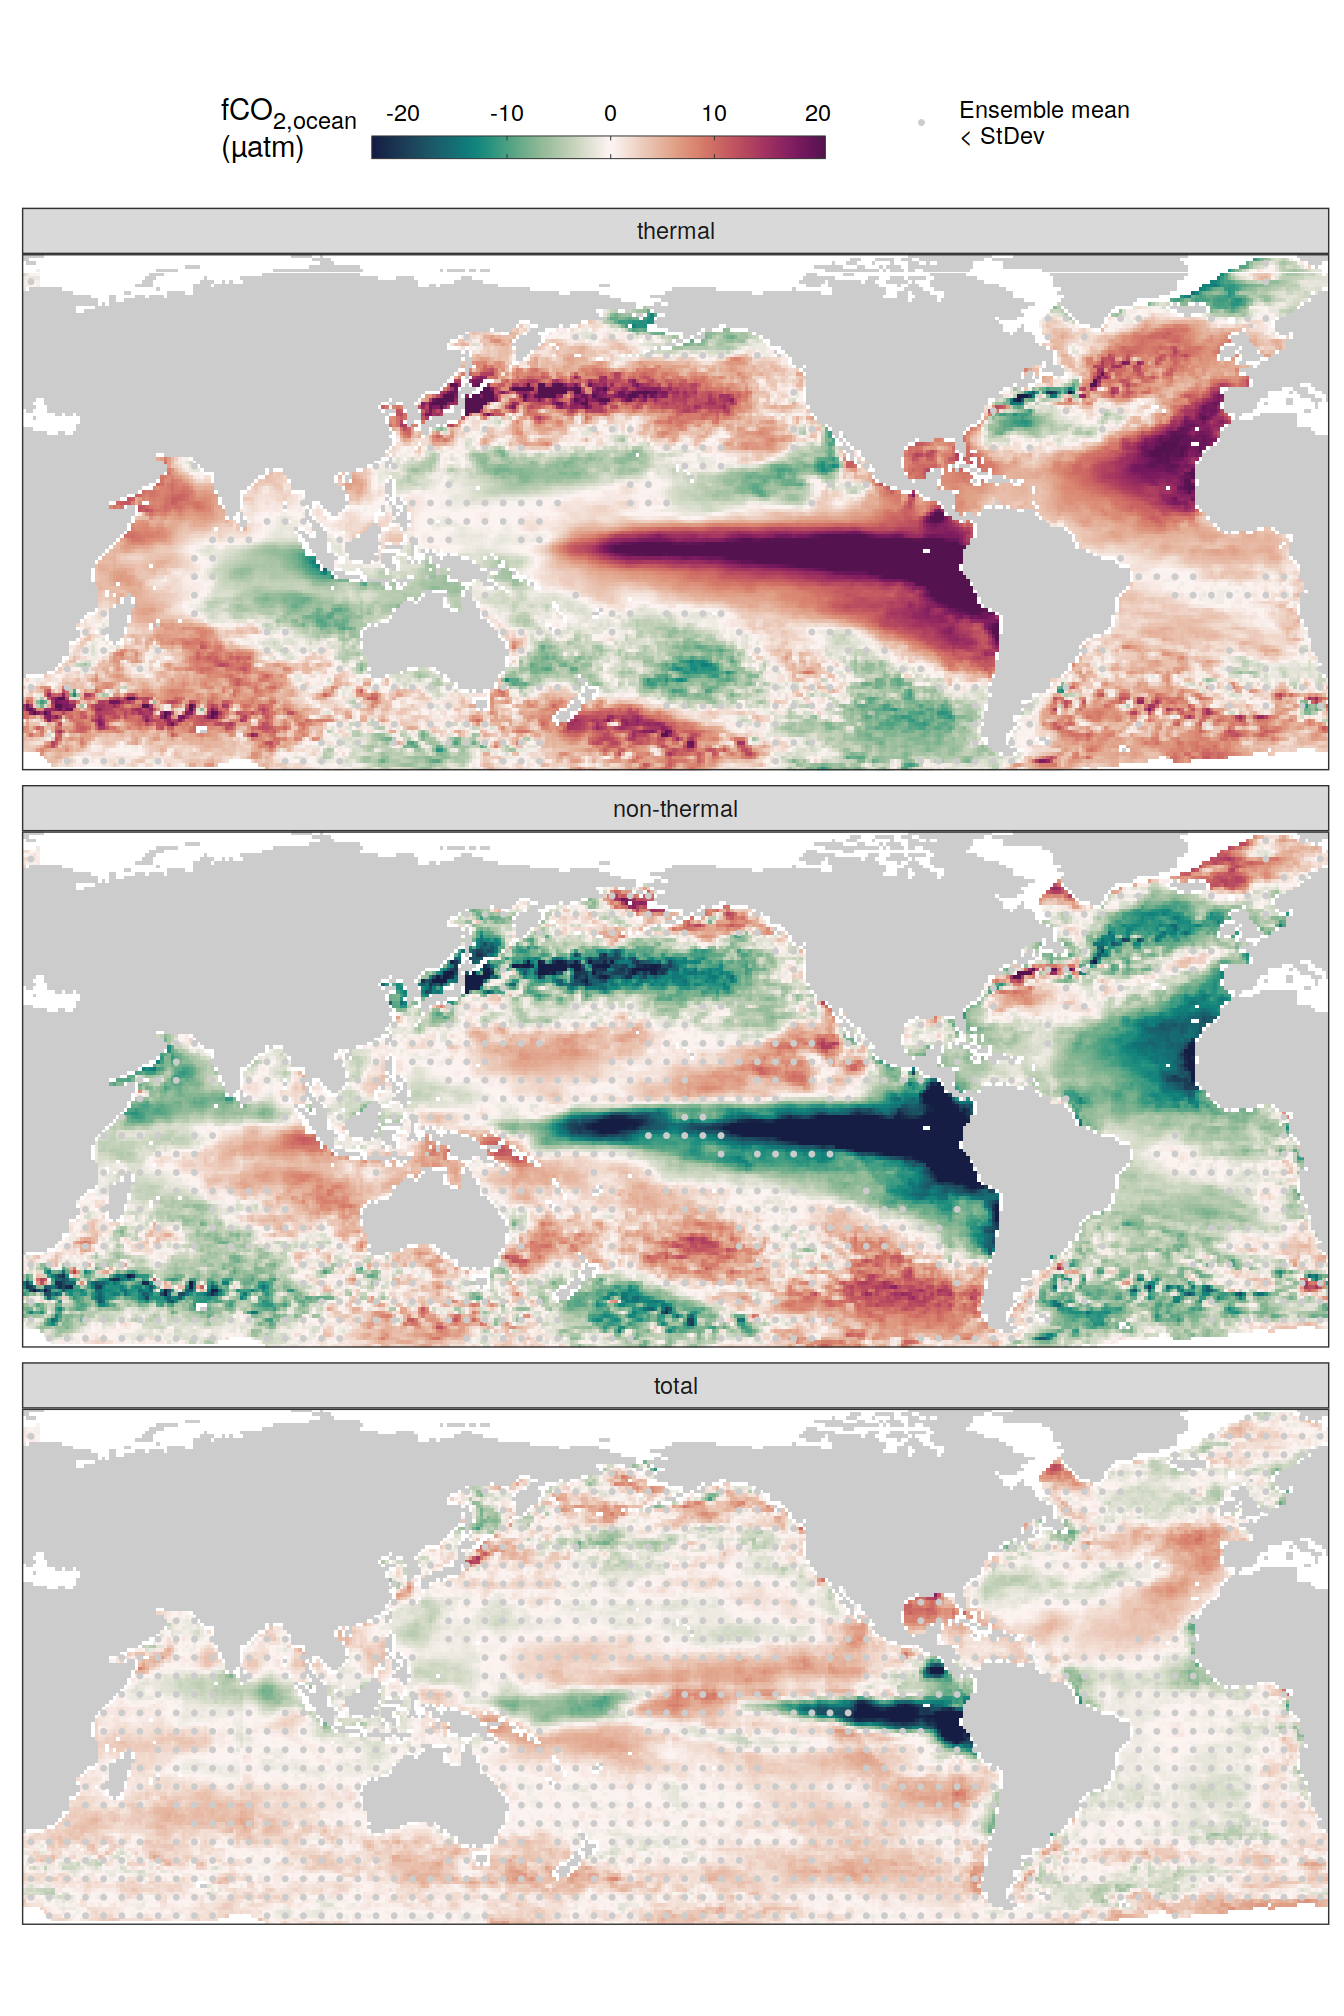 fCO2,ocean
(µatm)
-20 -10 0 10 20
Ensemble mean
< StDev
thermal
non-thermal
total